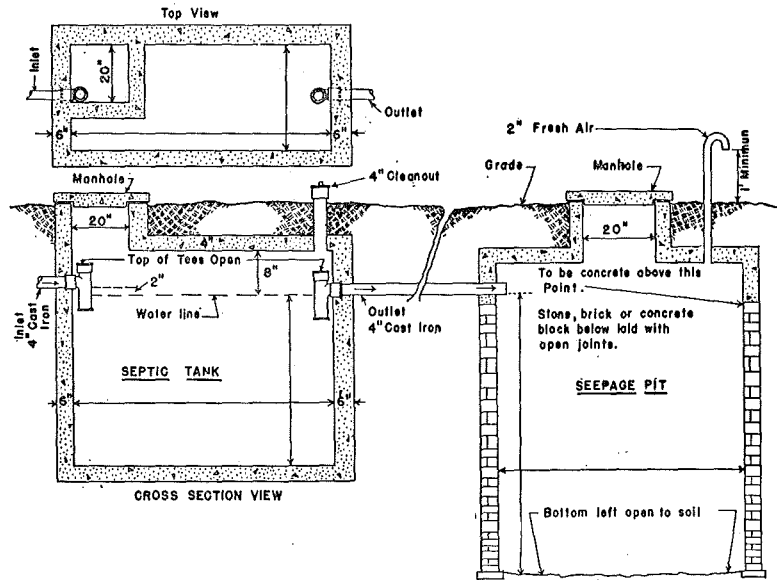 Top View
Inlet
20"
Outlet
6"
6"
2" Fresh Air
1' Minimun
Manhole
4" Cleanout
Grade
Manhole
20"
4"
20"
Top of Tees Open
8"
2"
Water line
Inlet
4" Cast
Iron
Outlet
4" Cast Iron
To be concrete above this
Point.
Stone, brick or concrete
block below laid with
open joints.
SEPTIC TANK
SEEPAGE PIT
6"
6"
CROSS SECTION VIEW
Bottom left open to soil